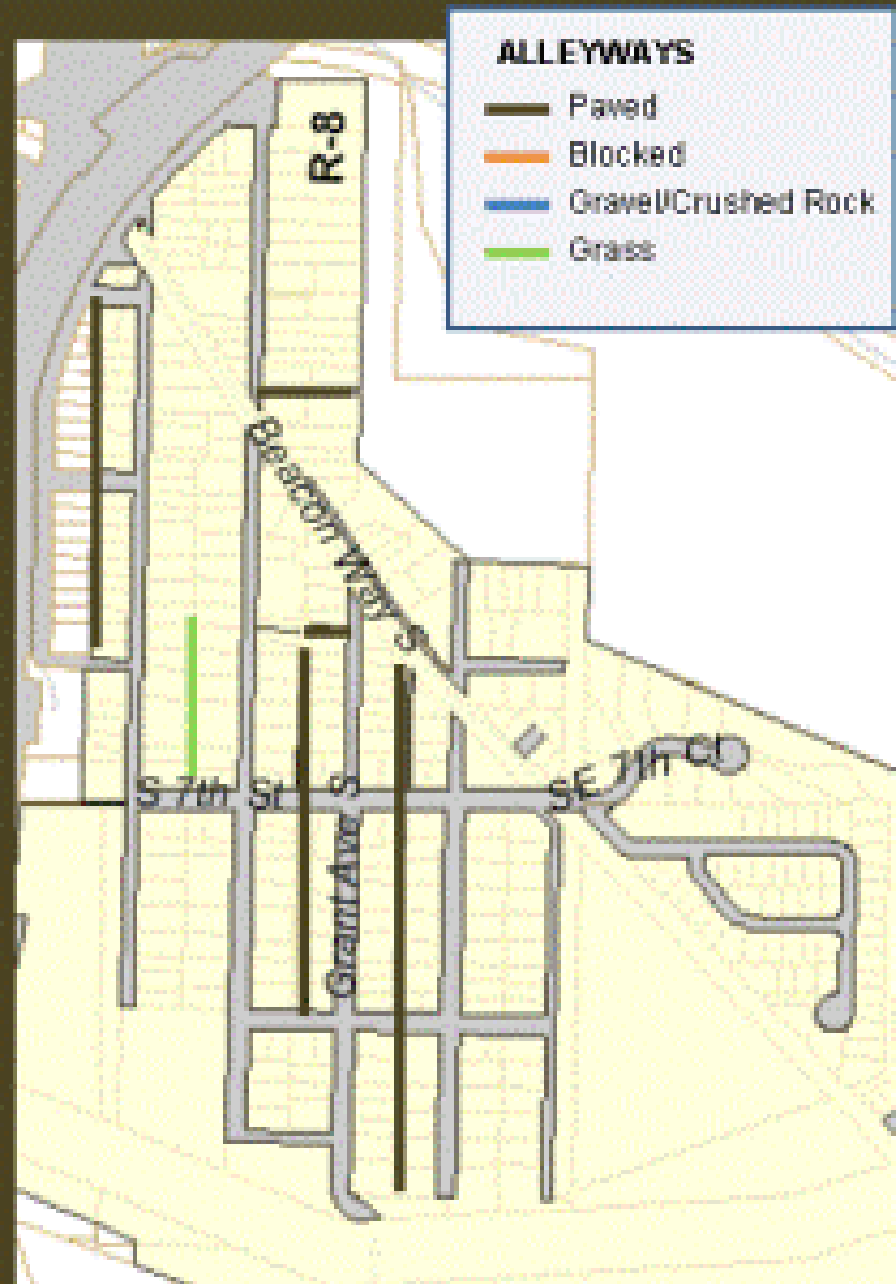 ALLEYWAYS
Paved
Blocked
Gravel/Crushed Rock
Grass
R-8
Beacon Way S
S 7th St
Grant Ave S
SE 7th Ct